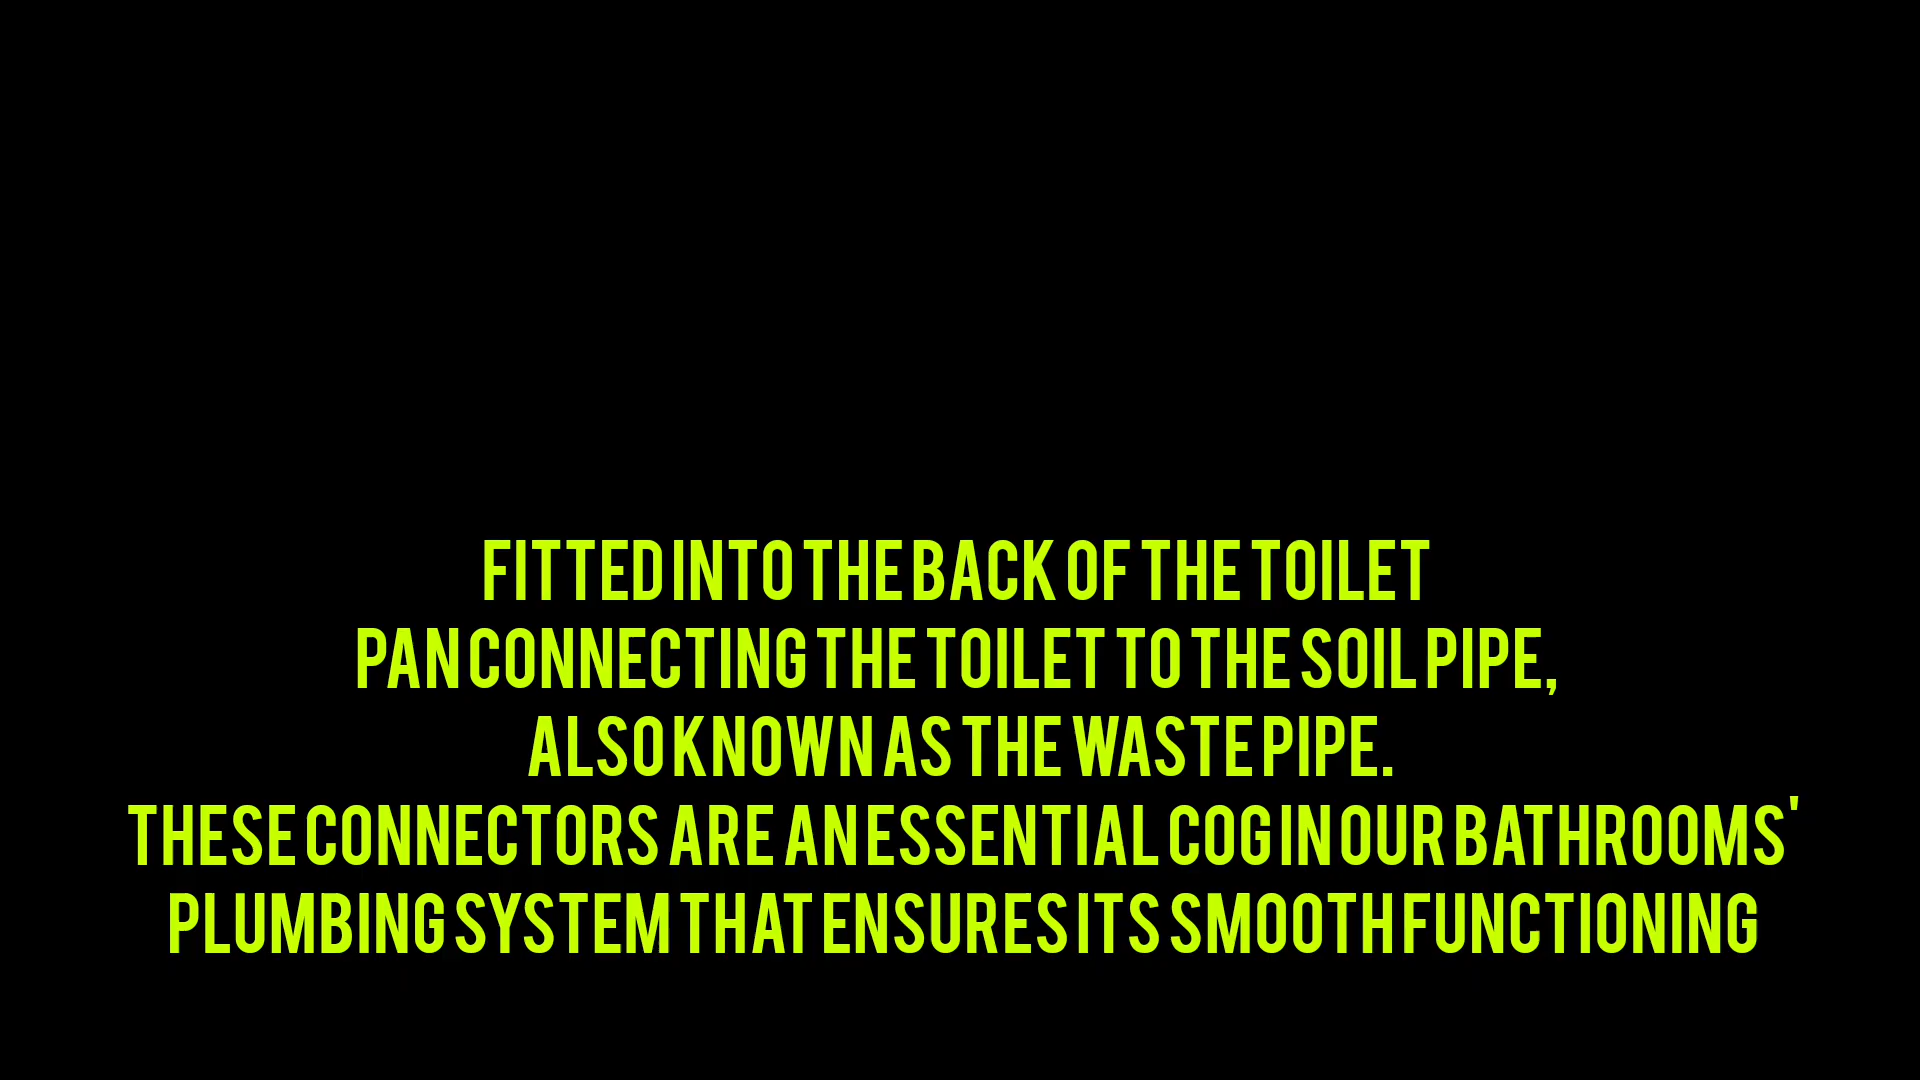 FITTED INTO THE BACK OF THE TOILET
PAN CONNECTING THE TOILET TO THE SOIL PIPE,
ALSO KNOWN AS THE WASTE PIPE.
THESE CONNECTORS ARE AN ESSENTIAL COG IN OUR BATHROOMS'
PLUMBING SYSTEM THAT ENSURES ITS SMOOTH FUNCTIONING